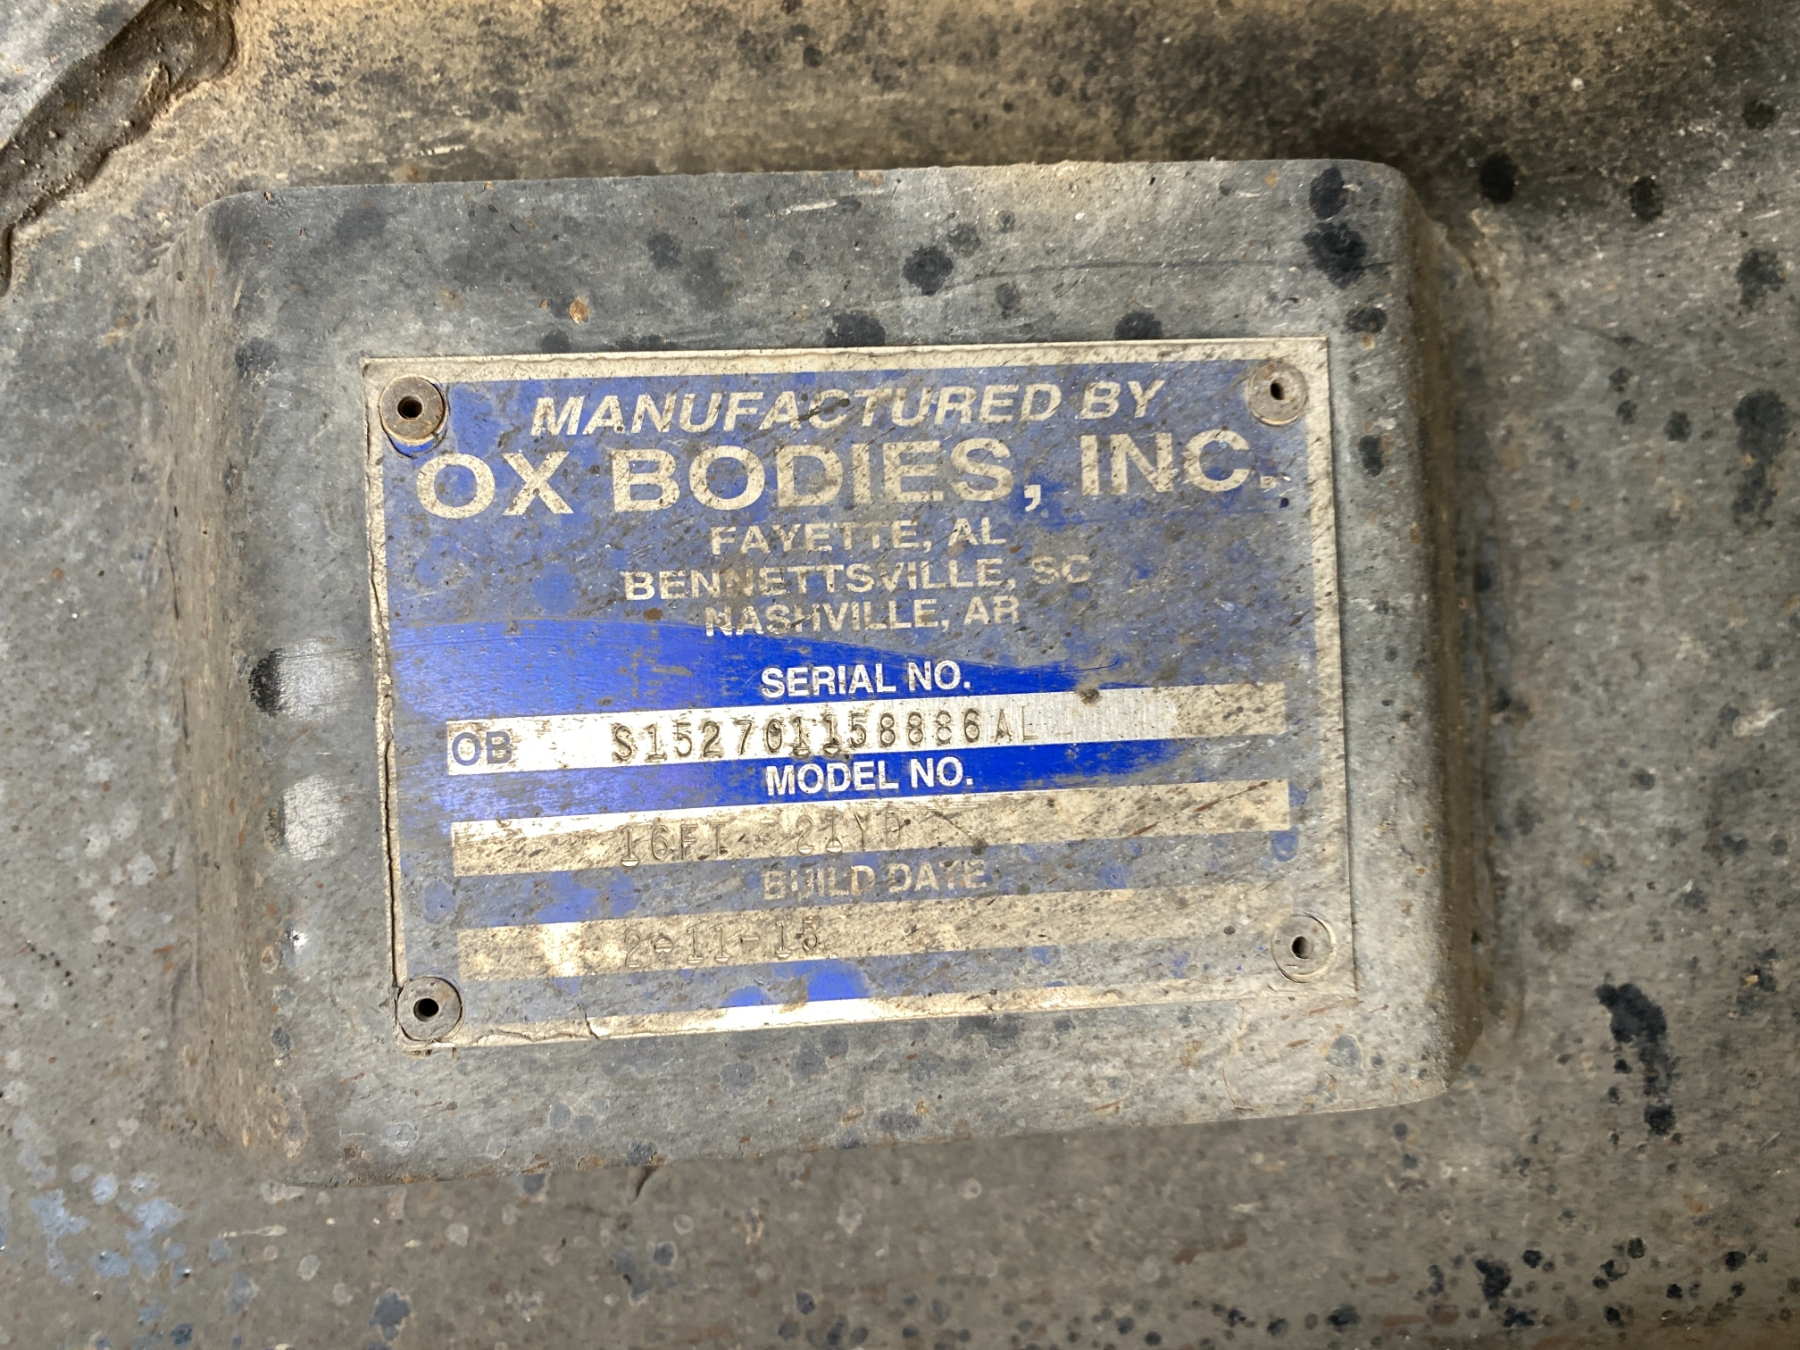 MANUFACTURED BY
OX BODIES, INC.
FAYETTE, AL
BENNETTSVILLE, SC
NASHVILLE, AR
SERIAL NO.
OB S152701158886AL
MODEL NO.
16FT 21YD
BUILD DATE
2-11-15